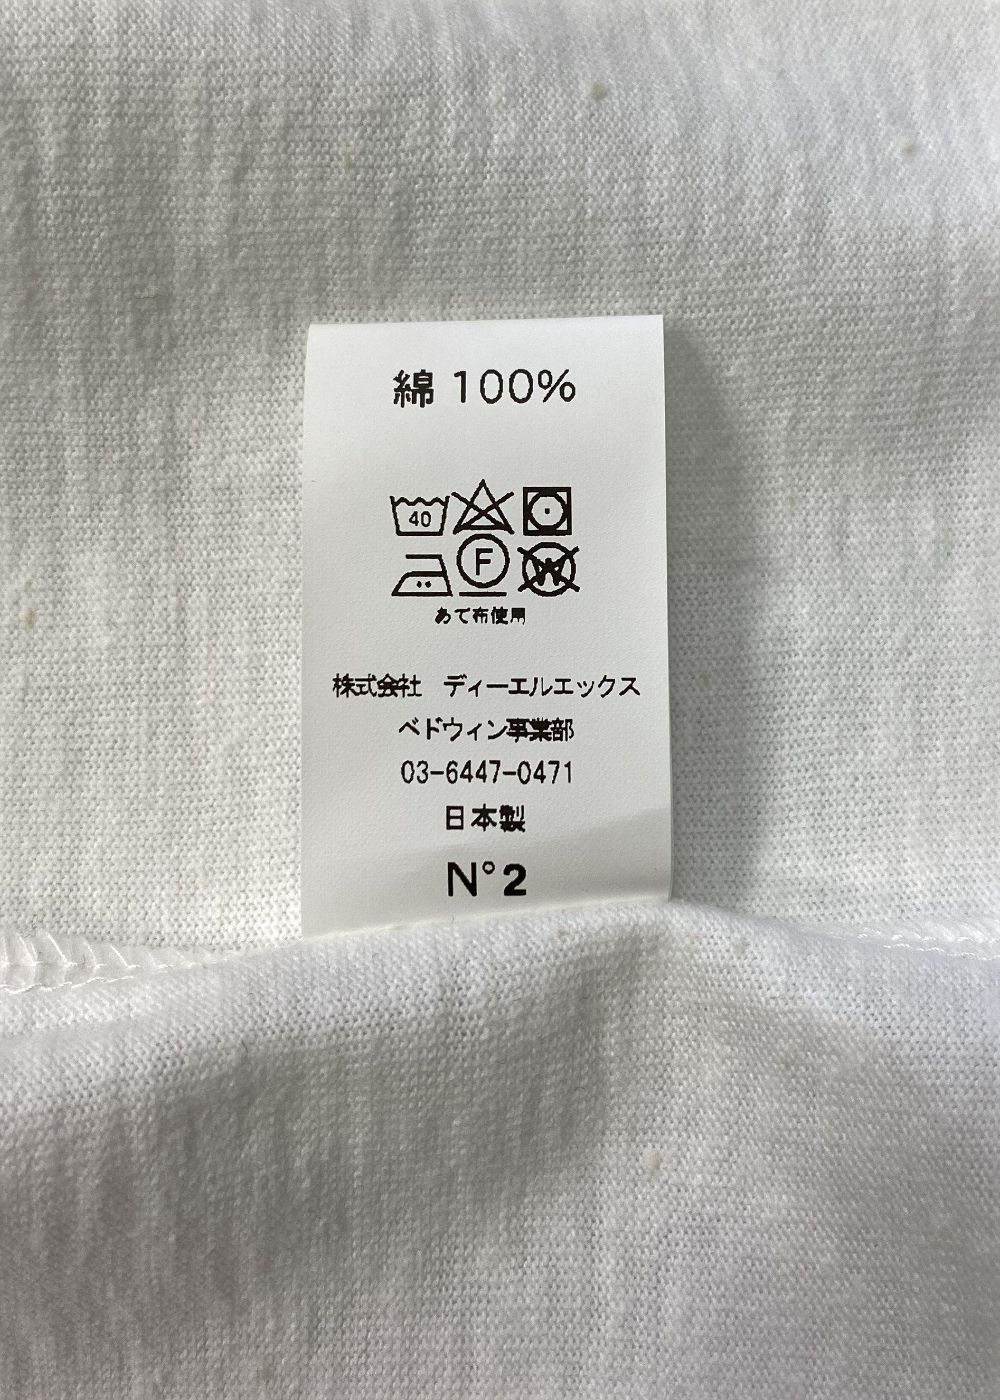 綿 100%
40
F
W
あて布使用
株式会社　ディーエルエックス
ベドウィン事業部
03-6447-0471
日本製
N°2